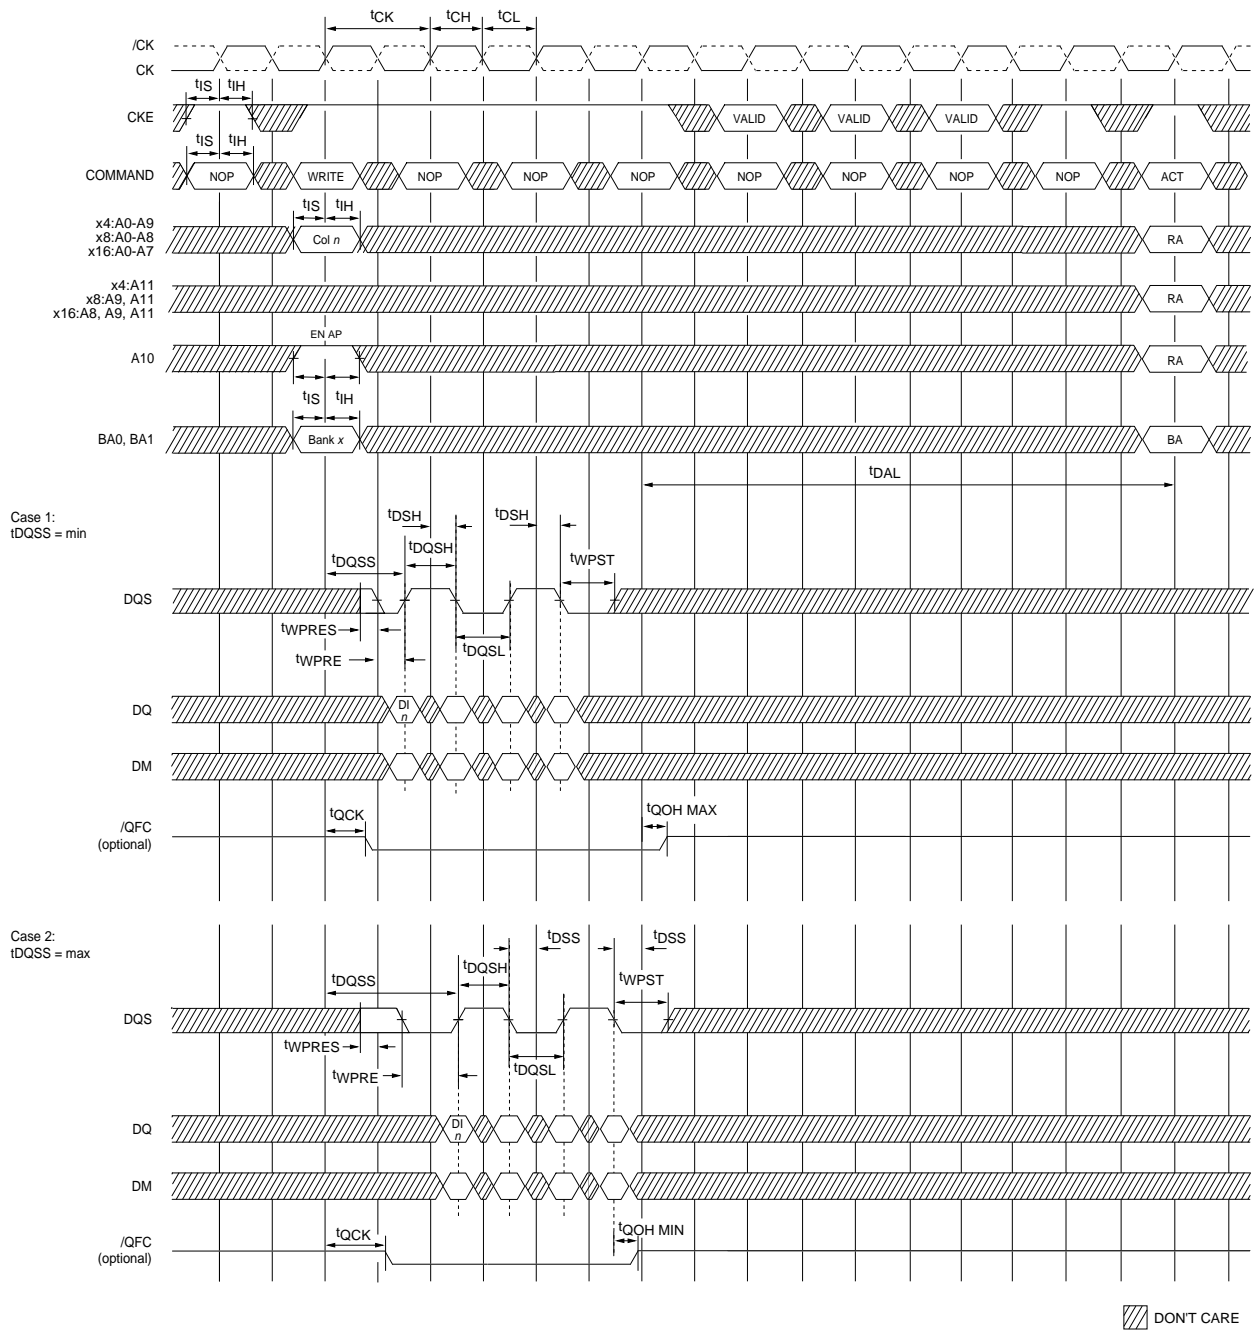 tCK tCH tCL
/CK
CK
tIS tIH
CKE VALID VALID VALID
tIS tIH
COMMAND NOP WRITE NOP NOP NOP NOP NOP NOP NOP ACT
tIS tIH
x4:A0-A9
x8:A0-A8
x16:A0-A7
Col n RA
x4:A11
x8:A9, A11
x16:A8, A9, A11
RA
EN AP
A10 RA
tIS tIH
BA0, BA1 Bank x BA
tDAL
Case 1:
tDQSS = min
tDSH tDSH
tDQSS tDQSH tWPST
DQS
tWPRES
tWPRE tDQSL
DQ DI
n
DM
tQCK tQOH MAX
/QFC
(optional)
Case 2:
tDQSS = max
tDSS tDSS
tDQSS tDQSH tWPST
DQS
tWPRES
tWPRE tDQSL
DQ DI
n
DM
tQCK tQOH MIN
/QFC
(optional)
DON'T CARE